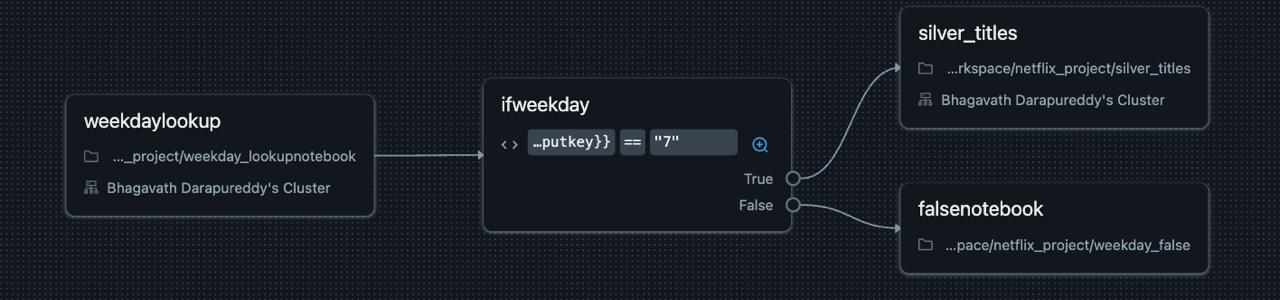 weekdaylookup
…_project/weekday_lookupnotebook
Bhagavath Darapureddy's Cluster
ifweekday
…putkey}} == "7"
True
False
silver_titles
…rkspace/netflix_project/silver_titles
Bhagavath Darapureddy's Cluster
falsenotebook
…pace/netflix_project/weekday_false